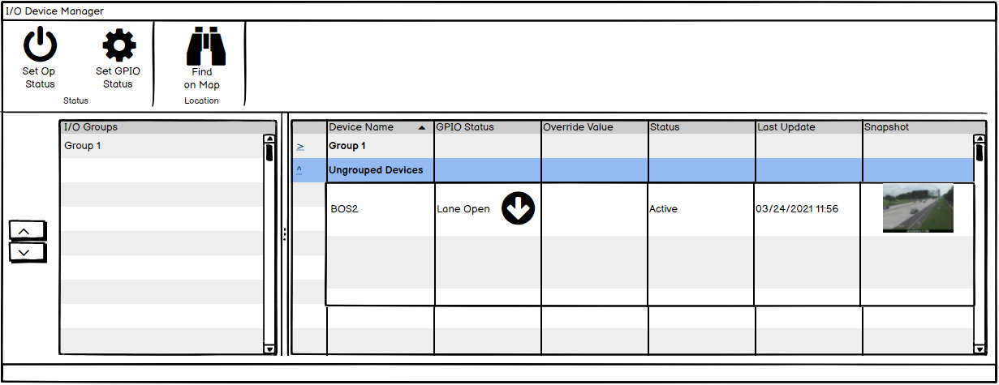 I/O Device Manager
Set Op
Status
Set GPIO
Status
Find
on Map
Status
Location
I/O Groups
Group 1
Device Name
GPIO Status
Override Value
Status
Last Update
Snapshot
> Group 1
^ Ungrouped Devices
BOS2
Lane Open
Active
03/24/2021 11:56